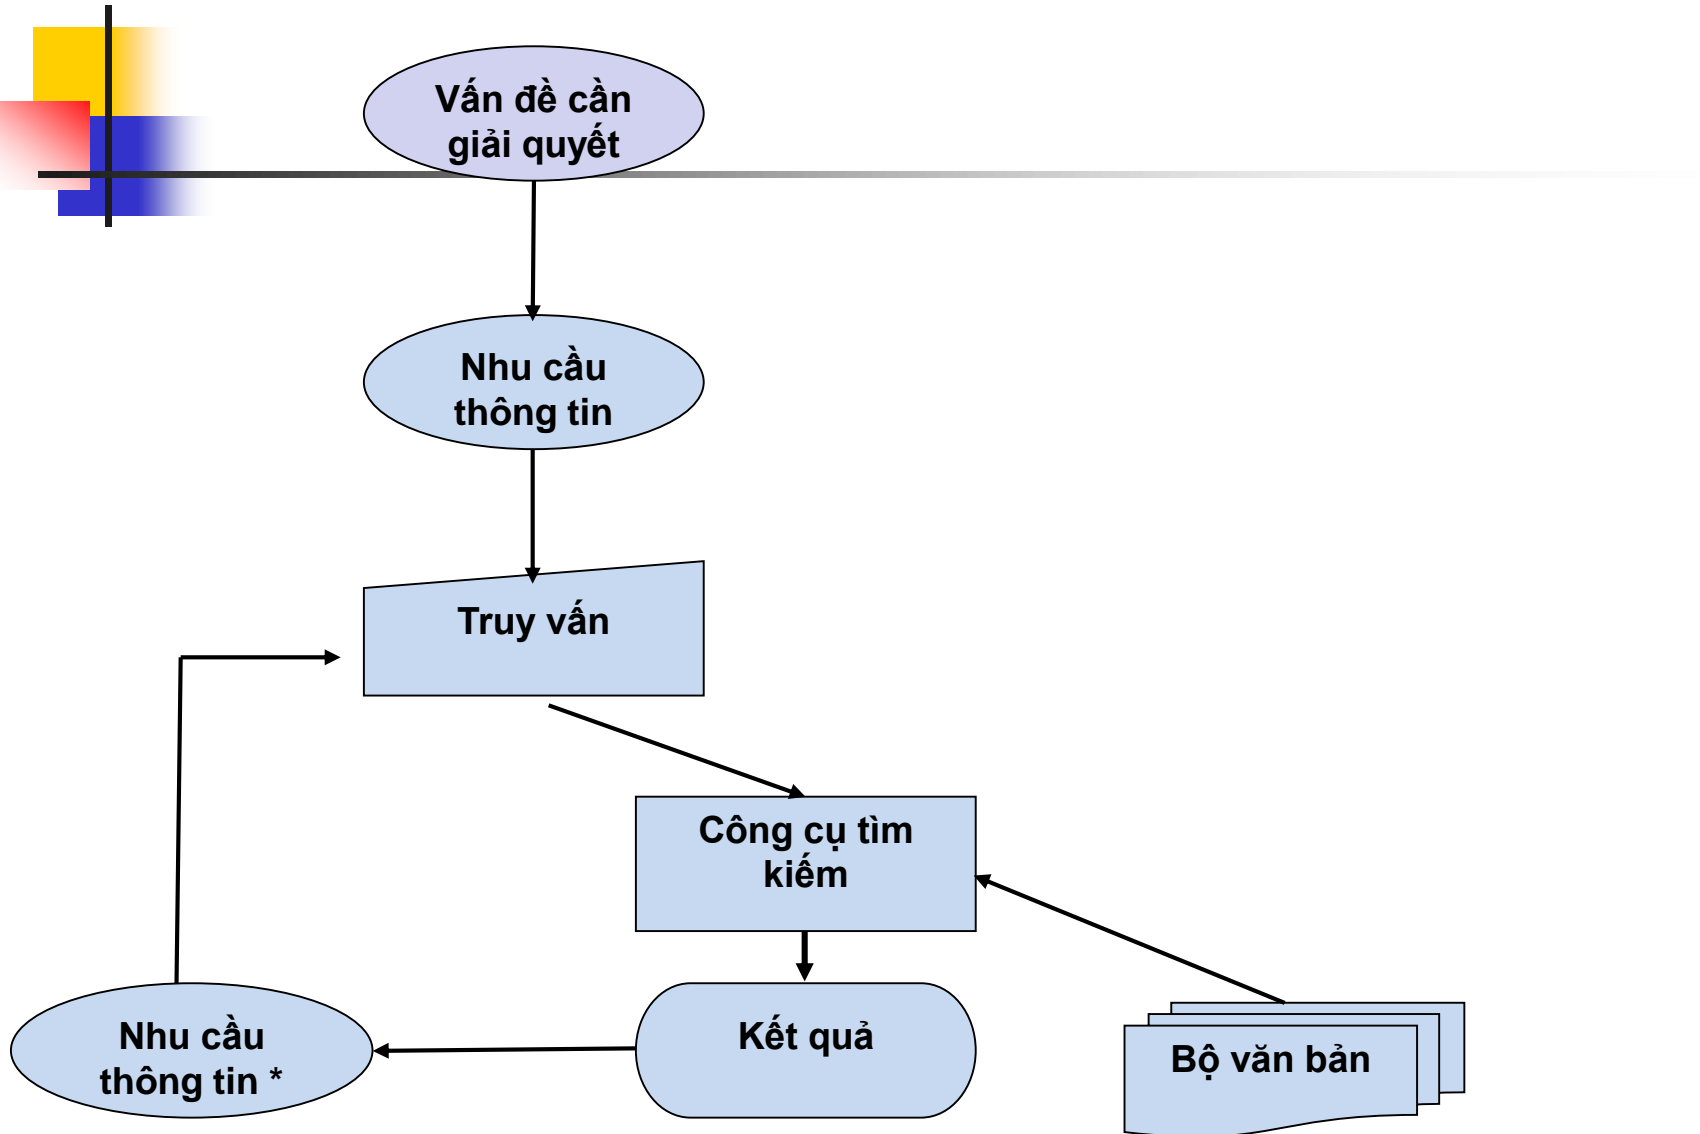 Vấn đề cần
giải quyết
Nhu cầu
thông tin
Truy vấn
Công cụ tìm
kiếm
Kết quả
Nhu cầu
thông tin *
Bộ văn bản